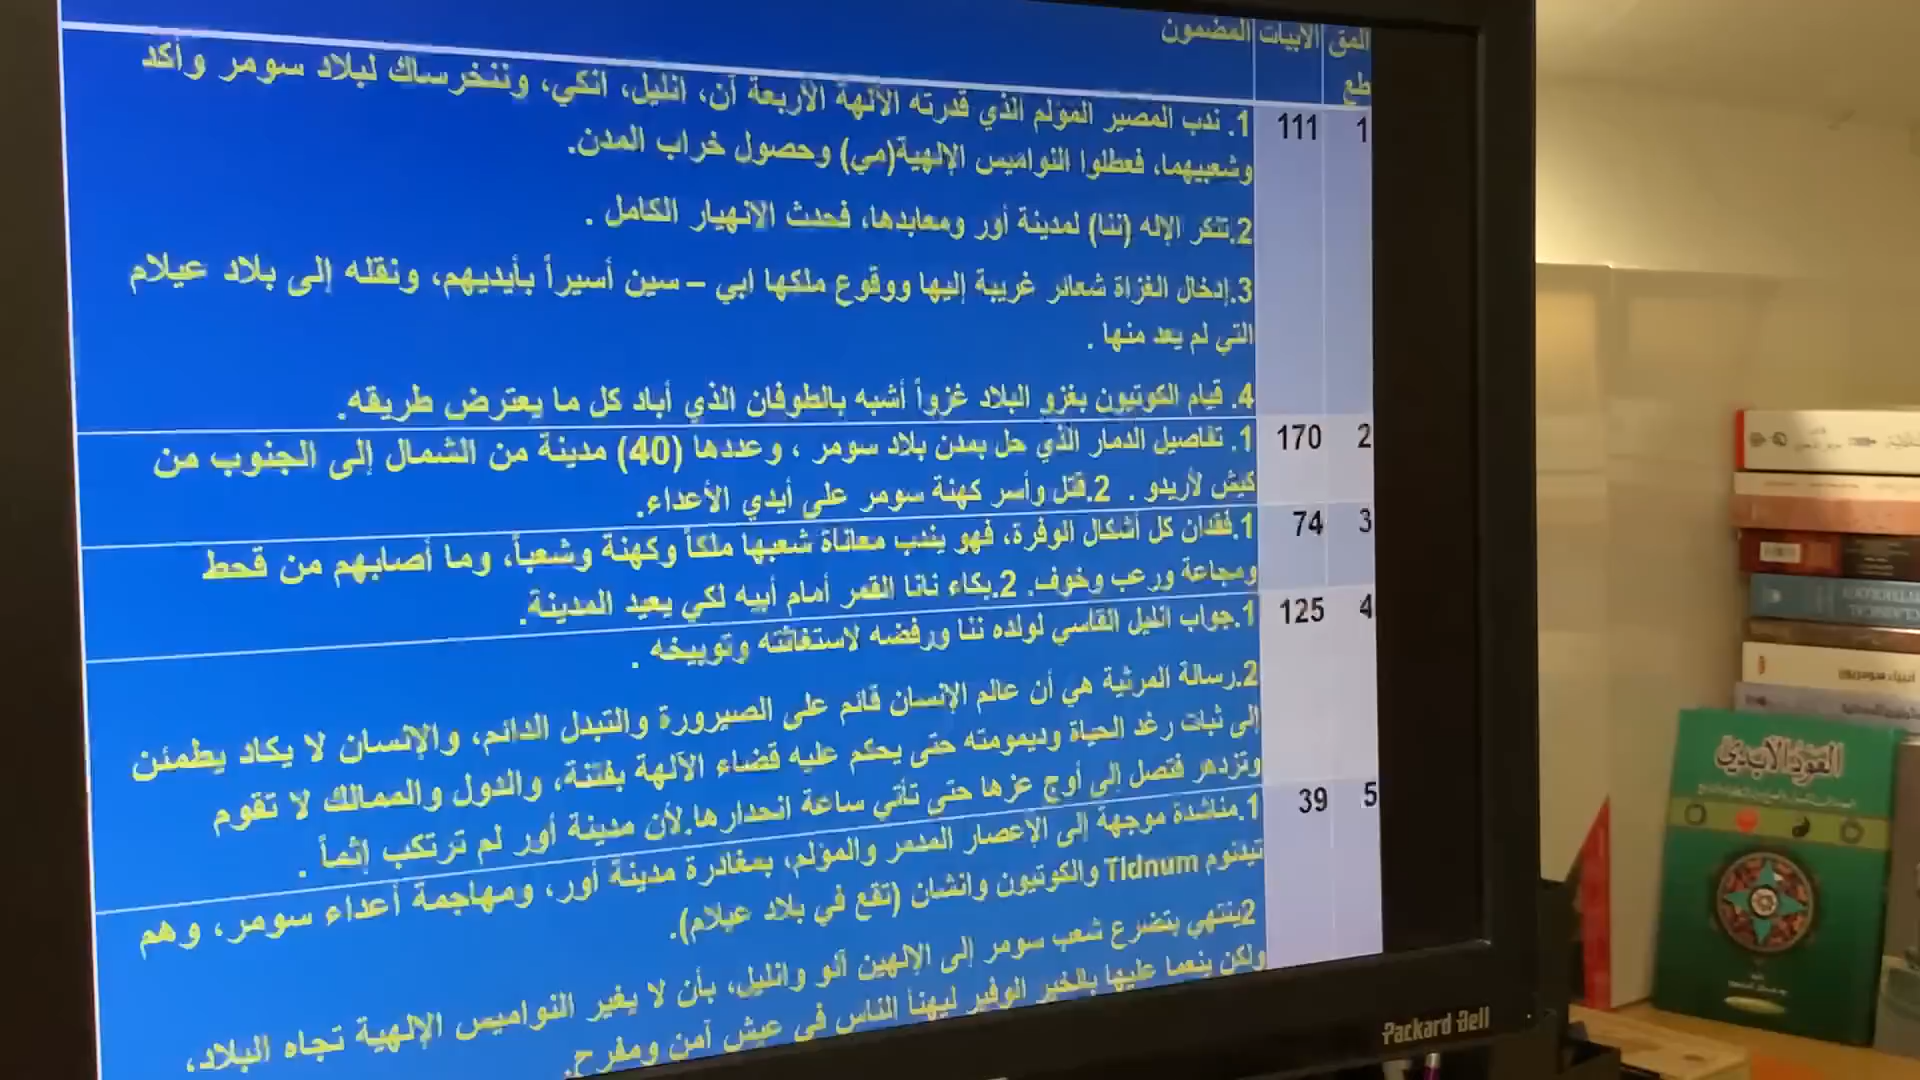 المق الأبيات المضمون
طع
1 111 1. ندب المصير المؤلم الذي قدرته الآلهة الأربعة آن، انليل، انكي، وننخرساك لبلاد سومر وأكد
وشعبيهما، فعطلوا النواميس الإلهية(مي) وحصول خراب المدن.
2.تنكر الإله (ننا) لمدينة أور ومعابدها، فحدث الانهيار الكامل .
3.إدخال الغزاة شعائر غريبة إليها ووقوع ملكها ابي – سين أسيراً بأيديهم، ونقله إلى بلاد عيلام
التي لم يعد منها .
4. قيام الكوتيون بغزو البلاد غزواً أشبه بالطوفان الذي أباد كل ما يعترض طريقه.
2 170 1. تفاصيل الدمار الذي حل بمدن بلاد سومر ، وعددها (40) مدينة من الشمال إلى الجنوب من
كيش لأريدو . 2.قتل وأسر كهنة سومر على أيدي الأعداء.
3 74 1.فقدان كل أشكال الوفرة، فهو يندب معاناة شعبها ملكاً وكهنة وشعباً، وما أصابهم من قحط
ومجاعة ورعب وخوف. 2.بكاء نانا القمر أمام أبيه لكي يعيد المدينة.
4 125 1.جواب انليل القاسي لولده ننا ورفضه لاستغاثته وتوبيخه .
2.رسالة المرثية هي أن عالم الإنسان قائم على الصيرورة والتبدل الدائم، والإنسان لا يكاد يطمئن
إلى ثبات رغد الحياة وديمومته حتى يحكم عليه قضاء الآلهة بفتنة، والدول والممالك لا تقوم
وتزدهر فتصل إلى أوج عزها حتى تأتي ساعة انحدارها.لأن مدينة أور لم ترتكب إثماً .
5 39 1.مناشدة موجهة إلى الإعصار المدمر والمؤلم، بمغادرة مدينة أور، ومهاجمة أعداء سومر، وهم
تيدنوم Tidnum والكوتيون وانشان (تقع في بلاد عيلام).
2ينتهي بتضرع شعب سومر إلى الإلهين آنو وانليل، بأن لا يغير النواميس الإلهية تجاه البلاد،
ولكن ينعما عليها بالخير الوفير ليهنأ الناس في عيش آمن ومفرح.
Packard Bell
أنبياء سومريون
العود الأبدي